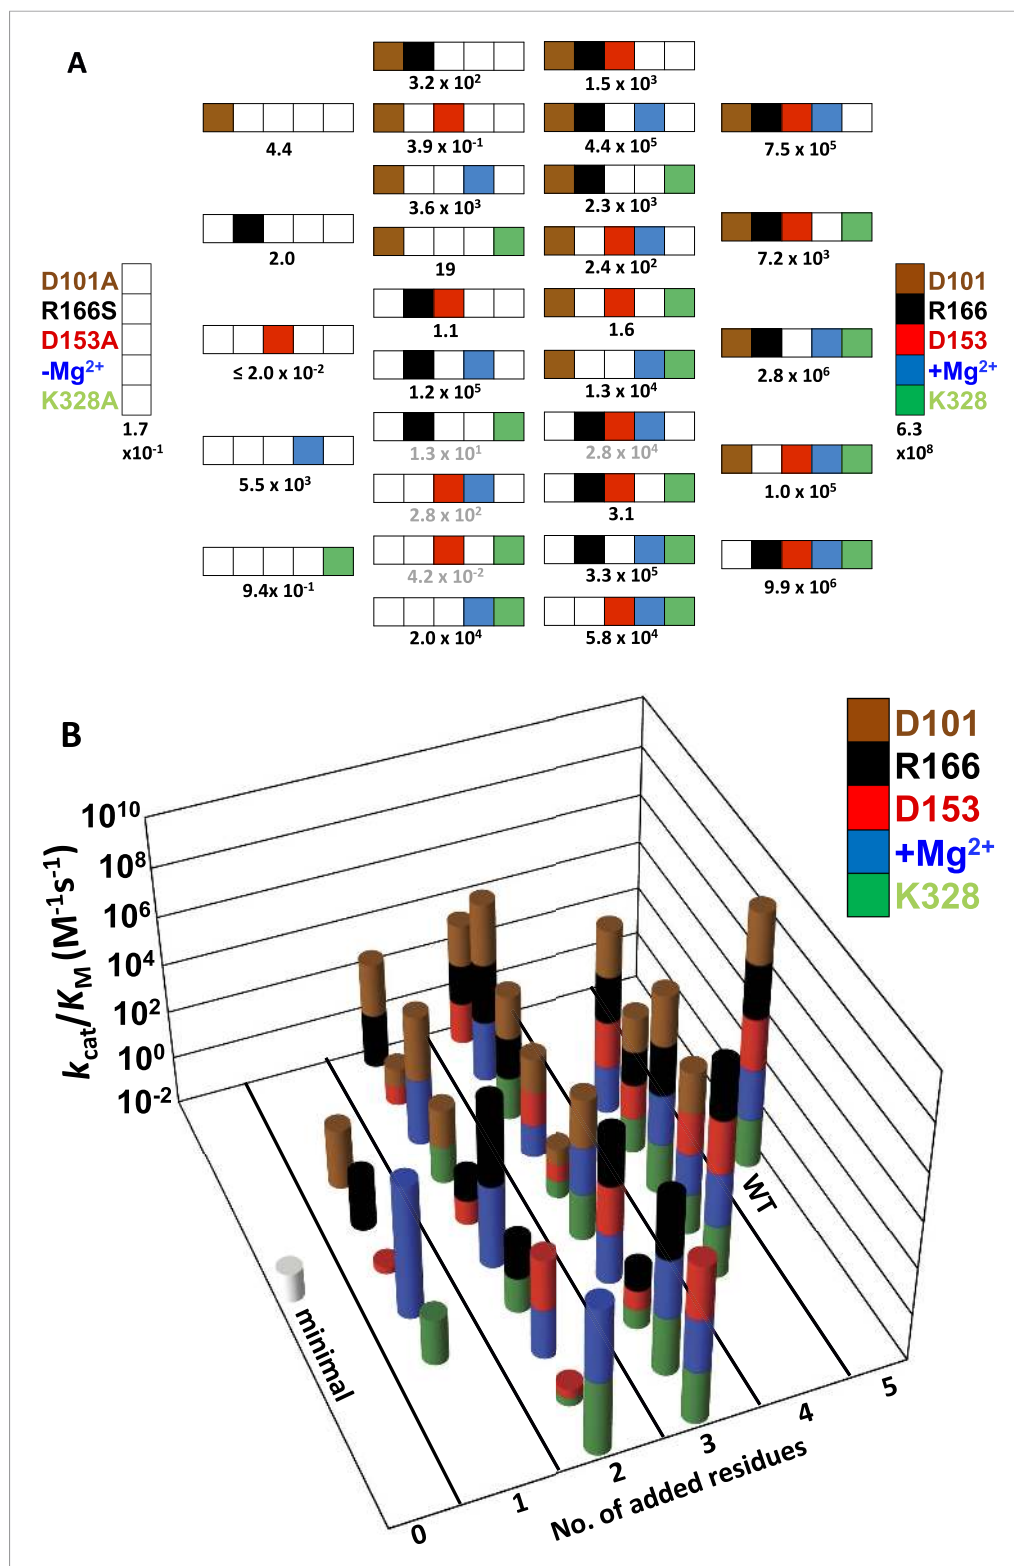 A
3.2 x 10²
1.5 x 10³
4.4
3.9 x 10⁻¹
4.4 x 10⁵
7.5 x 10⁵
3.6 x 10³
2.3 x 10³
2.0
19
2.4 x 10²
7.2 x 10³
D101A
R166S
D153A
-Mg²⁺
K328A
1.7
x10⁻¹
1.1
1.6
D101
R166
D153
+Mg²⁺
K328
6.3
x10⁸
≤ 2.0 x 10⁻²
1.2 x 10⁵
1.3 x 10⁴
2.8 x 10⁶
1.3 x 10¹
2.8 x 10⁴
5.5 x 10³
2.8 x 10²
3.1
1.0 x 10⁵
9.4x 10⁻¹
4.2 x 10⁻²
3.3 x 10⁵
9.9 x 10⁶
2.0 x 10⁴
5.8 x 10⁴
B
D101
R166
D153
+Mg²⁺
K328
kcat/KM (M⁻¹s⁻¹)
10¹⁰
10⁸
10⁶
10⁴
10²
10⁰
10⁻²
minimal
WT
0
1
2
3
4
5
No. of added residues